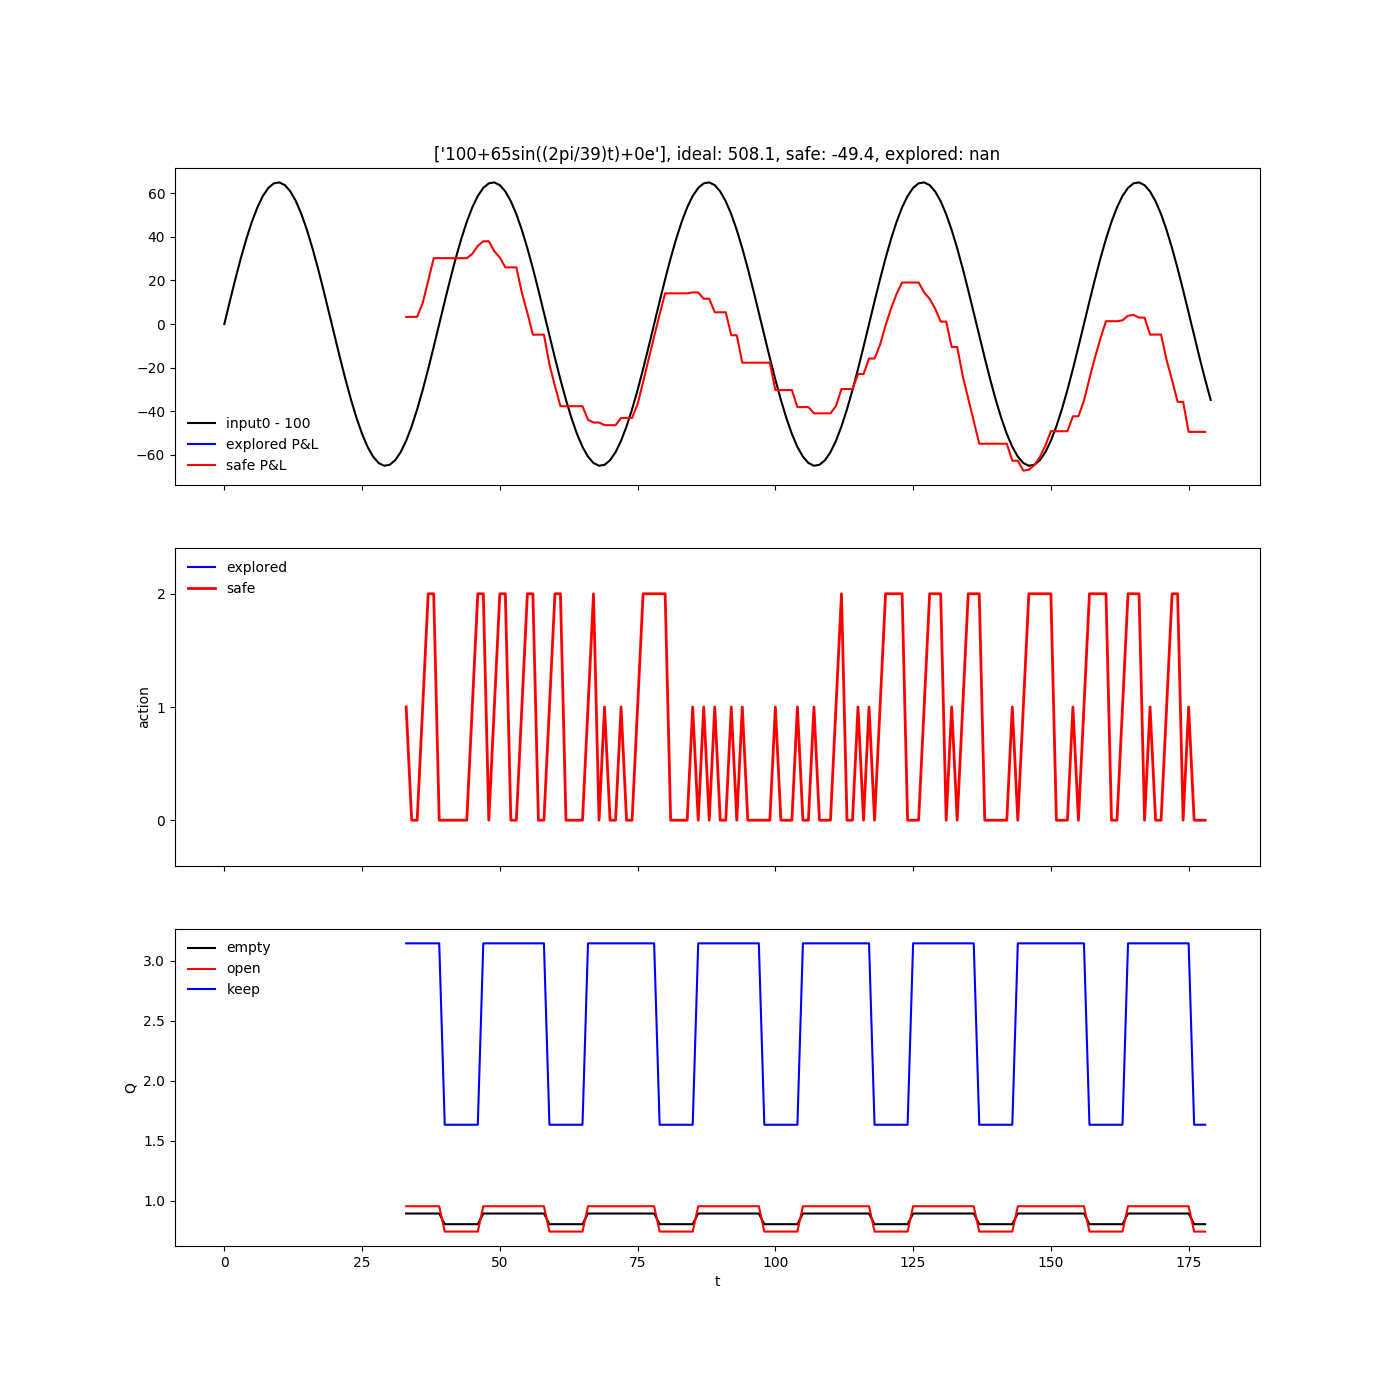 ['100+65sin((2pi/39)t)+0e'], ideal: 508.1, safe: -49.4, explored: nan
60
40
20
0
−20
−40
−60
input0 - 100
explored P&L
safe P&L
explored
safe
2
1
0
action
empty
open
keep
3.0
2.5
2.0
1.5
1.0
Q
0 25 50 75 100 125 150 175
t